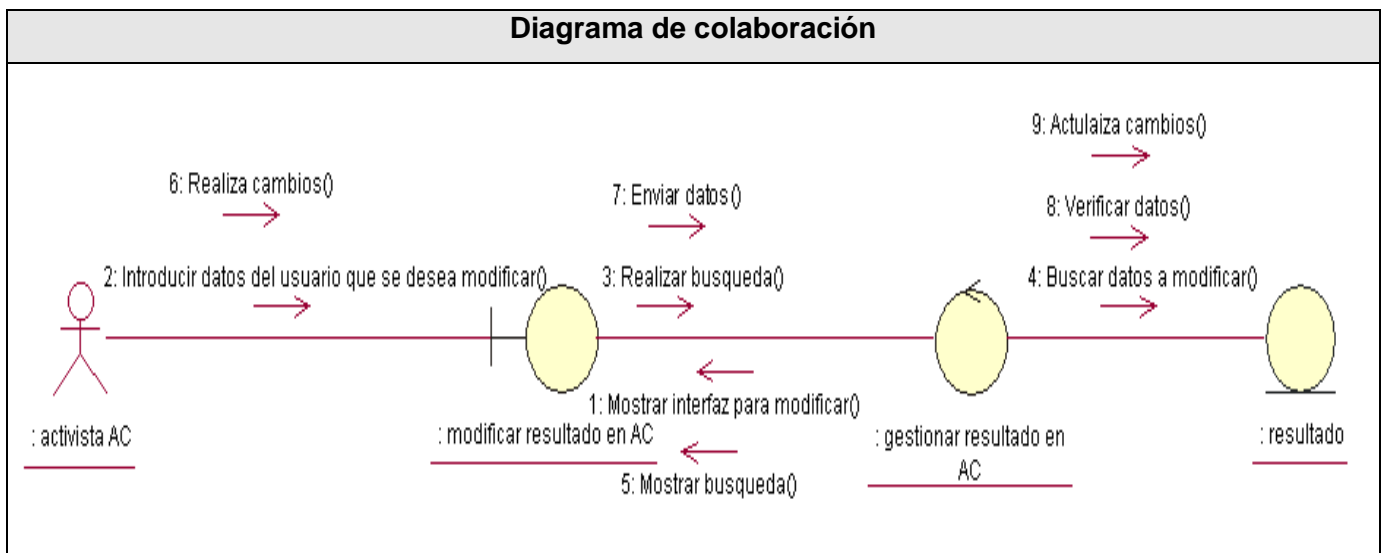 Diagrama de colaboración
9: Actulaiza cambios()
6: Realiza cambios()
7: Enviar datos()
8: Verificar datos()
2: Introducir datos del usuario que se desea modificar()
3: Realizar busqueda()
4: Buscar datos a modificar()
1: Mostrar interfaz para modificar()
: activista AC
: modificar resultado en AC
: gestionar resultado en
AC
: resultado
5: Mostrar busqueda()